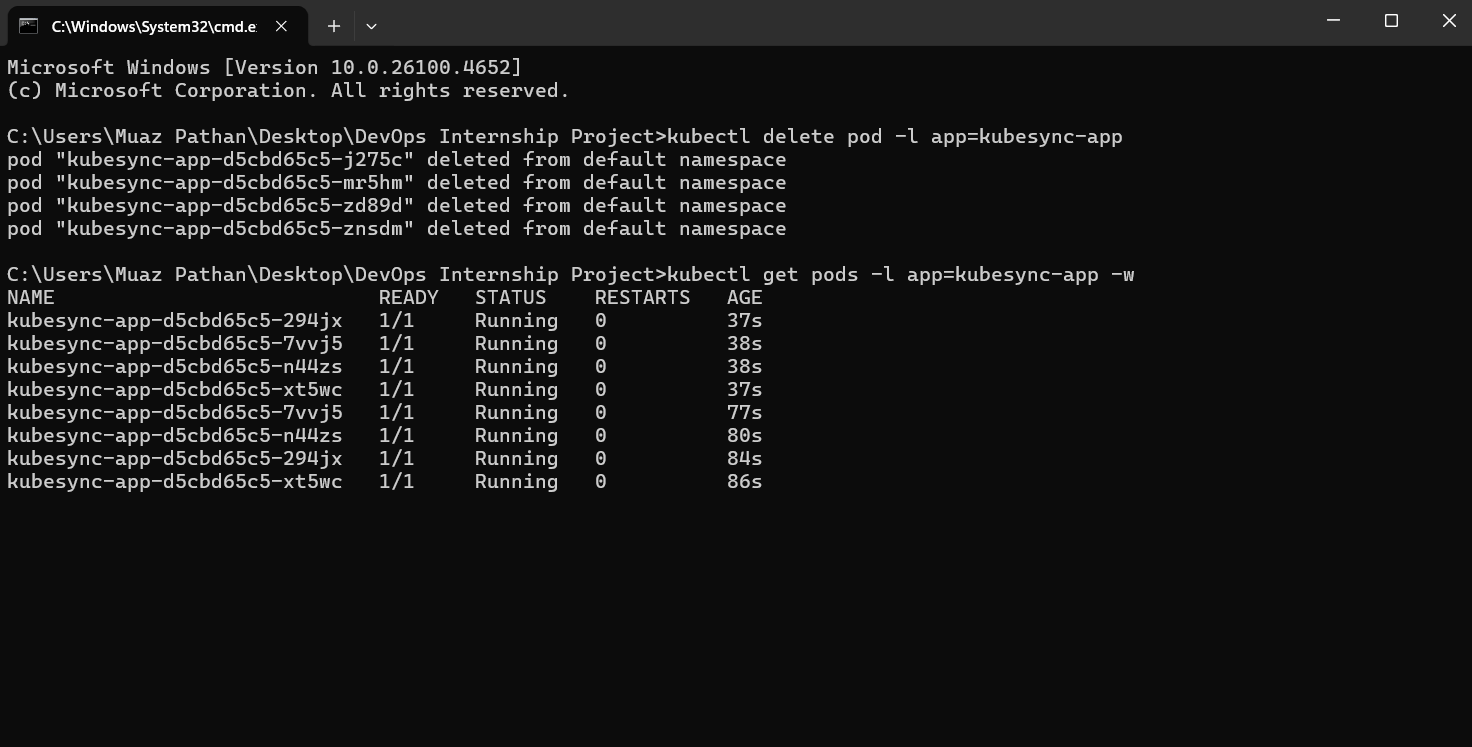 C:\Windows\System32\cmd.e
Microsoft Windows [Version 10.0.26100.4652]
(c) Microsoft Corporation. All rights reserved.
C:\Users\Muaz Pathan\Desktop\DevOps Internship Project>kubectl delete pod -l app=kubesync-app
pod "kubesync-app-d5cbd65c5-j275c" deleted from default namespace
pod "kubesync-app-d5cbd65c5-mr5hm" deleted from default namespace
pod "kubesync-app-d5cbd65c5-zd89d" deleted from default namespace
pod "kubesync-app-d5cbd65c5-znsdm" deleted from default namespace
C:\Users\Muaz Pathan\Desktop\DevOps Internship Project>kubectl get pods -l app=kubesync-app -w
NAME READY STATUS RESTARTS AGE
kubesync-app-d5cbd65c5-294jx 1/1 Running 0 37s
kubesync-app-d5cbd65c5-7vvj5 1/1 Running 0 38s
kubesync-app-d5cbd65c5-n44zs 1/1 Running 0 38s
kubesync-app-d5cbd65c5-xt5wc 1/1 Running 0 37s
kubesync-app-d5cbd65c5-7vvj5 1/1 Running 0 77s
kubesync-app-d5cbd65c5-n44zs 1/1 Running 0 80s
kubesync-app-d5cbd65c5-294jx 1/1 Running 0 84s
kubesync-app-d5cbd65c5-xt5wc 1/1 Running 0 86s